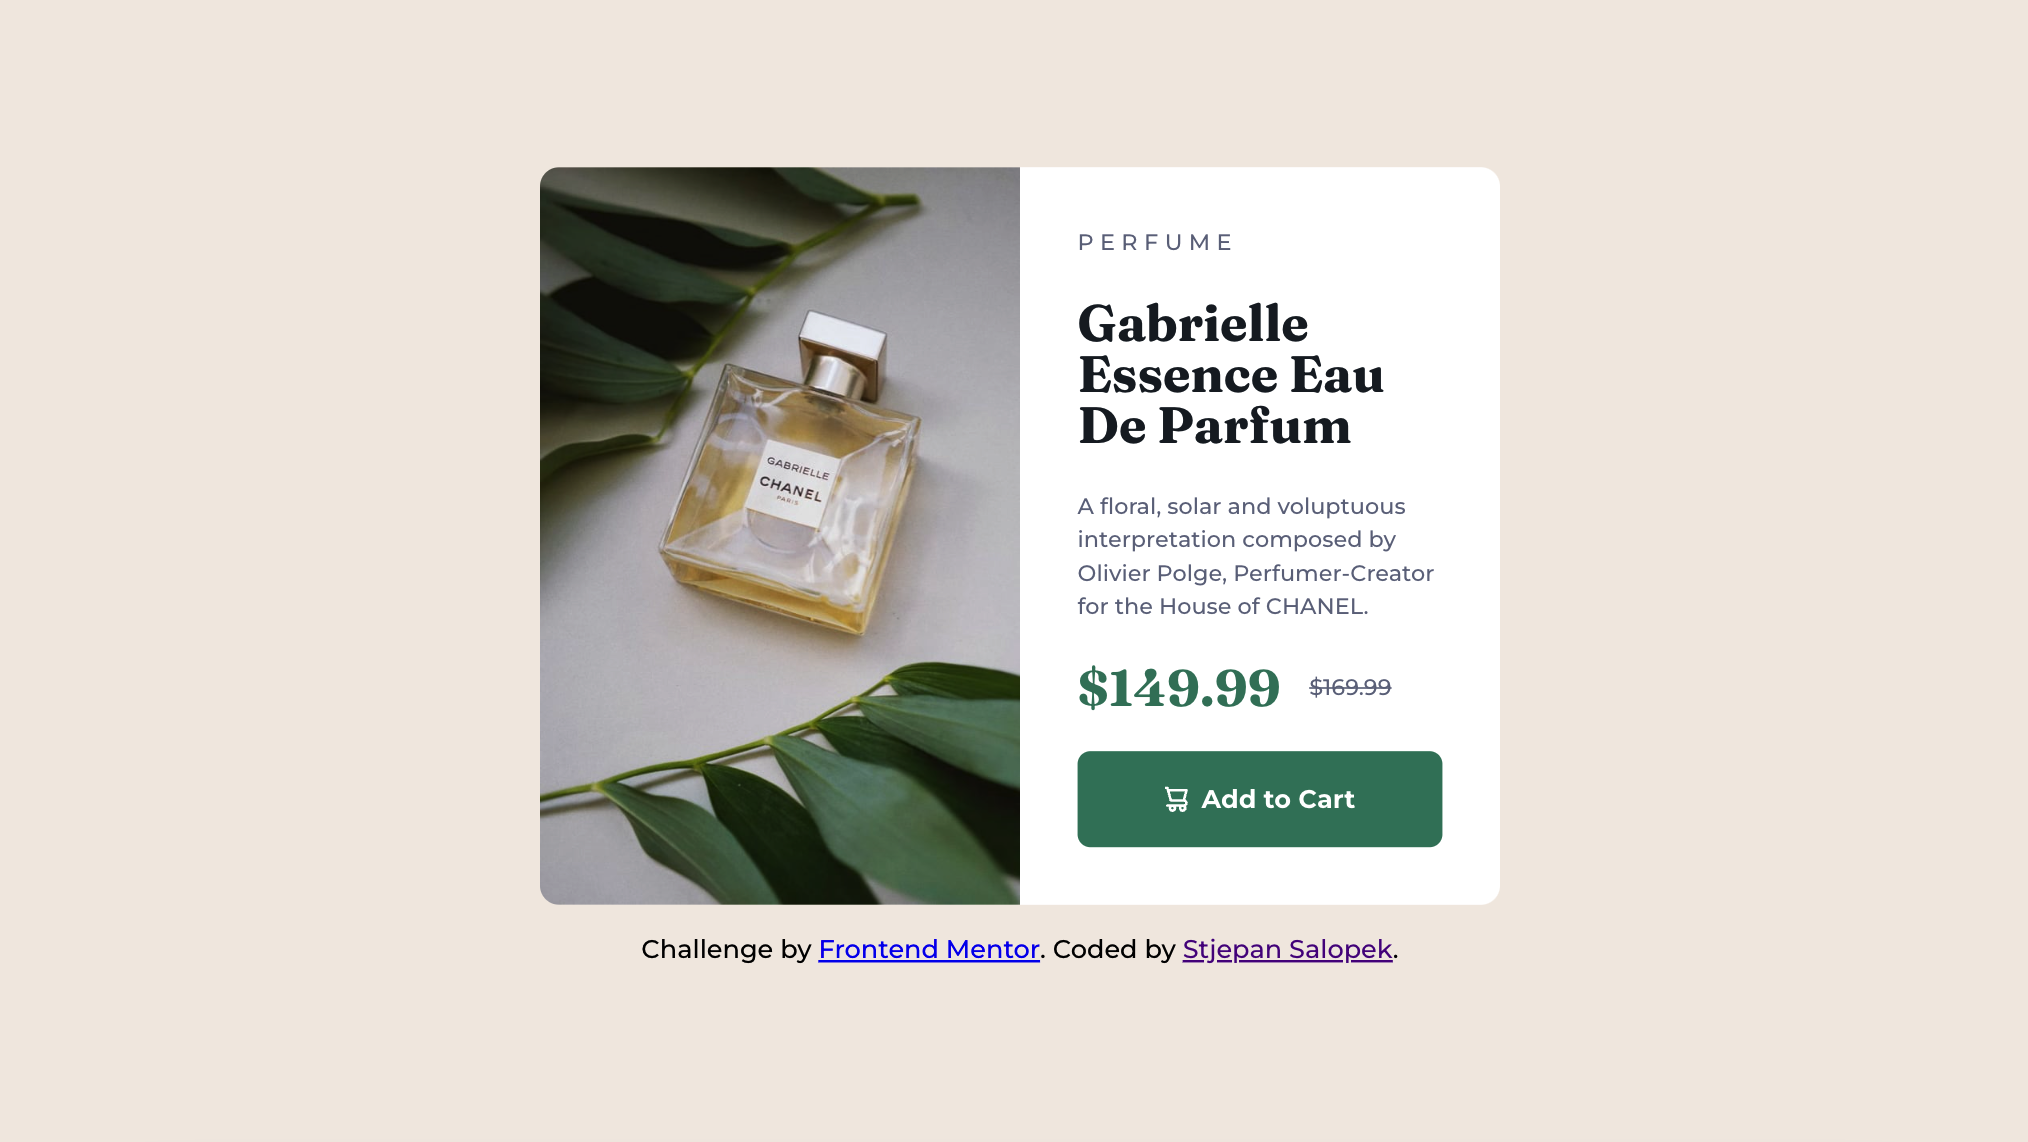 GABRIELLE
CHANEL
PARIS
PERFUME
Gabrielle
Essence Eau
De Parfum
A floral, solar and voluptuous
interpretation composed by
Olivier Polge, Perfumer-Creator
for the House of CHANEL.
$149.99 $169.99
Add to Cart
Challenge by Frontend Mentor. Coded by Stjepan Salopek.